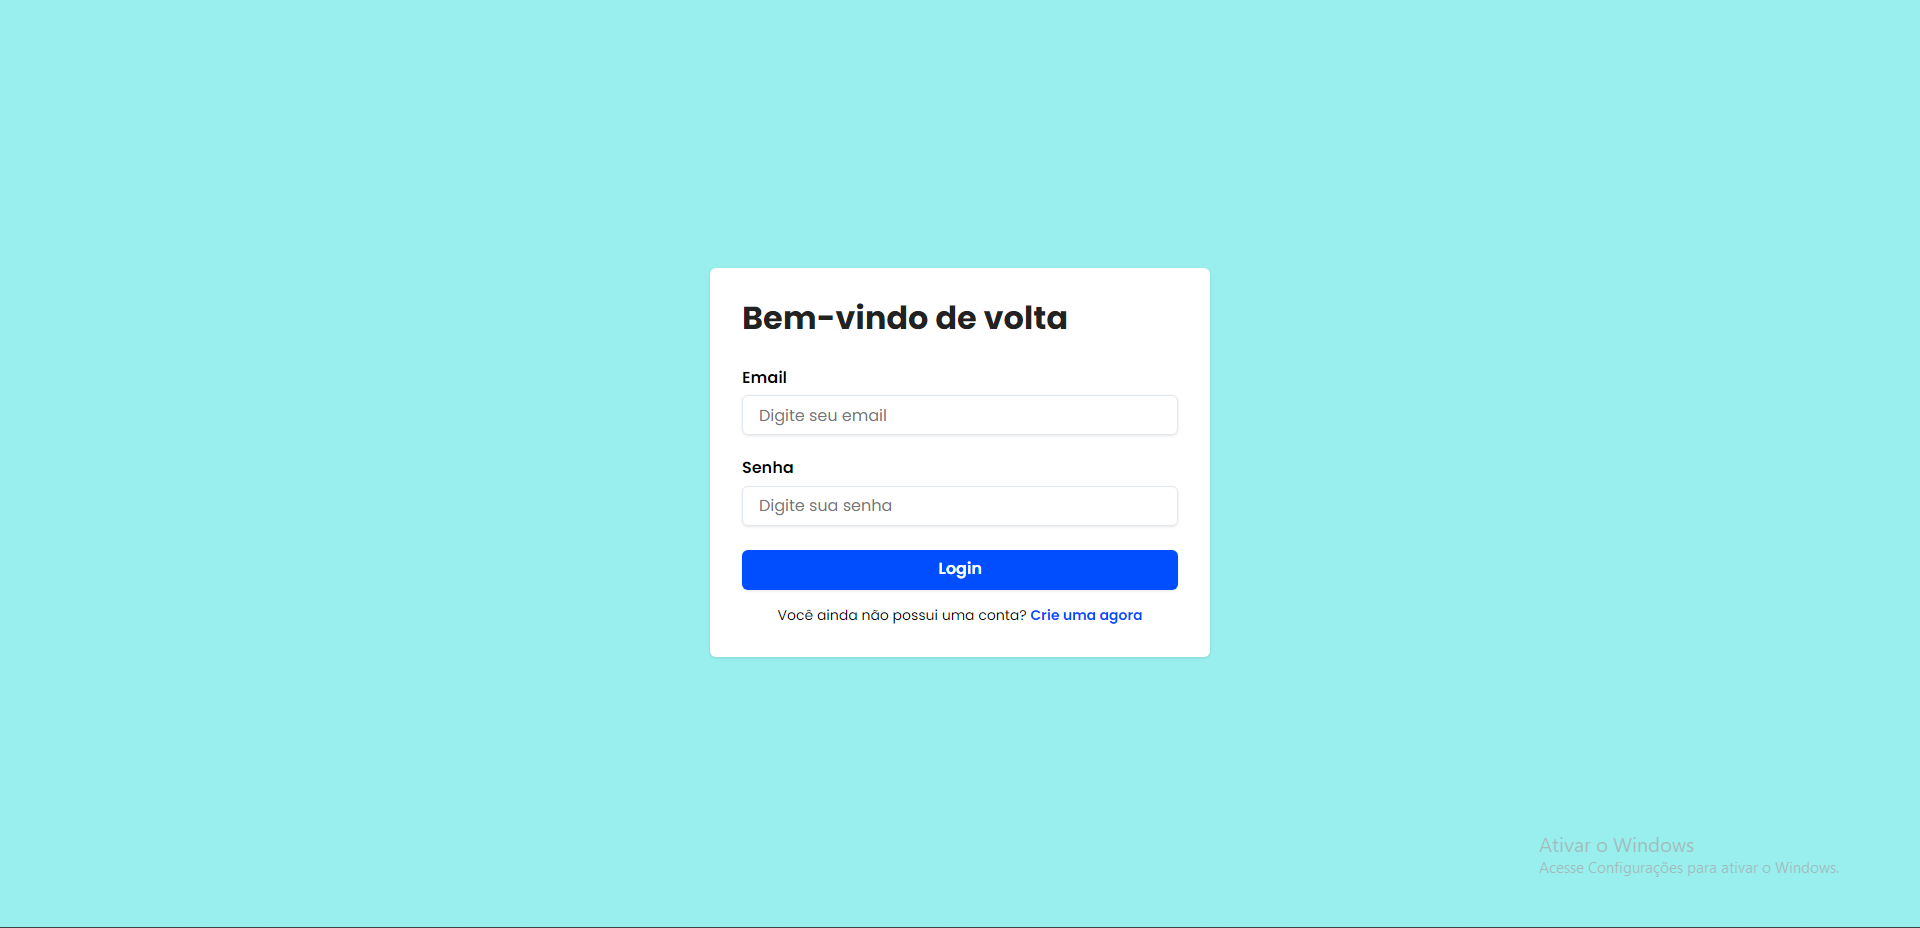 Bem-vindo de volta
Email
Digite seu email
Senha
Digite sua senha
Login
Você ainda não possui uma conta? Crie uma agora
Ativar o Windows
Acesse Configurações para ativar o Windows.